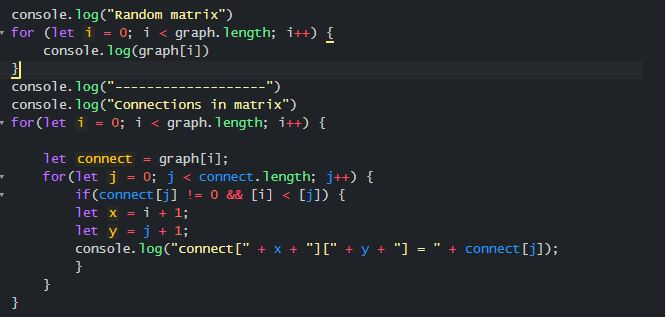 console.log("Random matrix")
for (let i = 0; i < graph.length; i++) {
    console.log(graph[i])
}
console.log("-------------------")
console.log("Connections in matrix")
for(let i = 0; i < graph.length; i++) {
    let connect = graph[i];
    for(let j = 0; j < connect.length; j++) {
        if(connect[j] != 0 && [i] < [j]) {
        let x = i + 1;
        let y = j + 1;
        console.log("connect[" + x + "][" + y + "] = " + connect[j]);
        }
    }
}